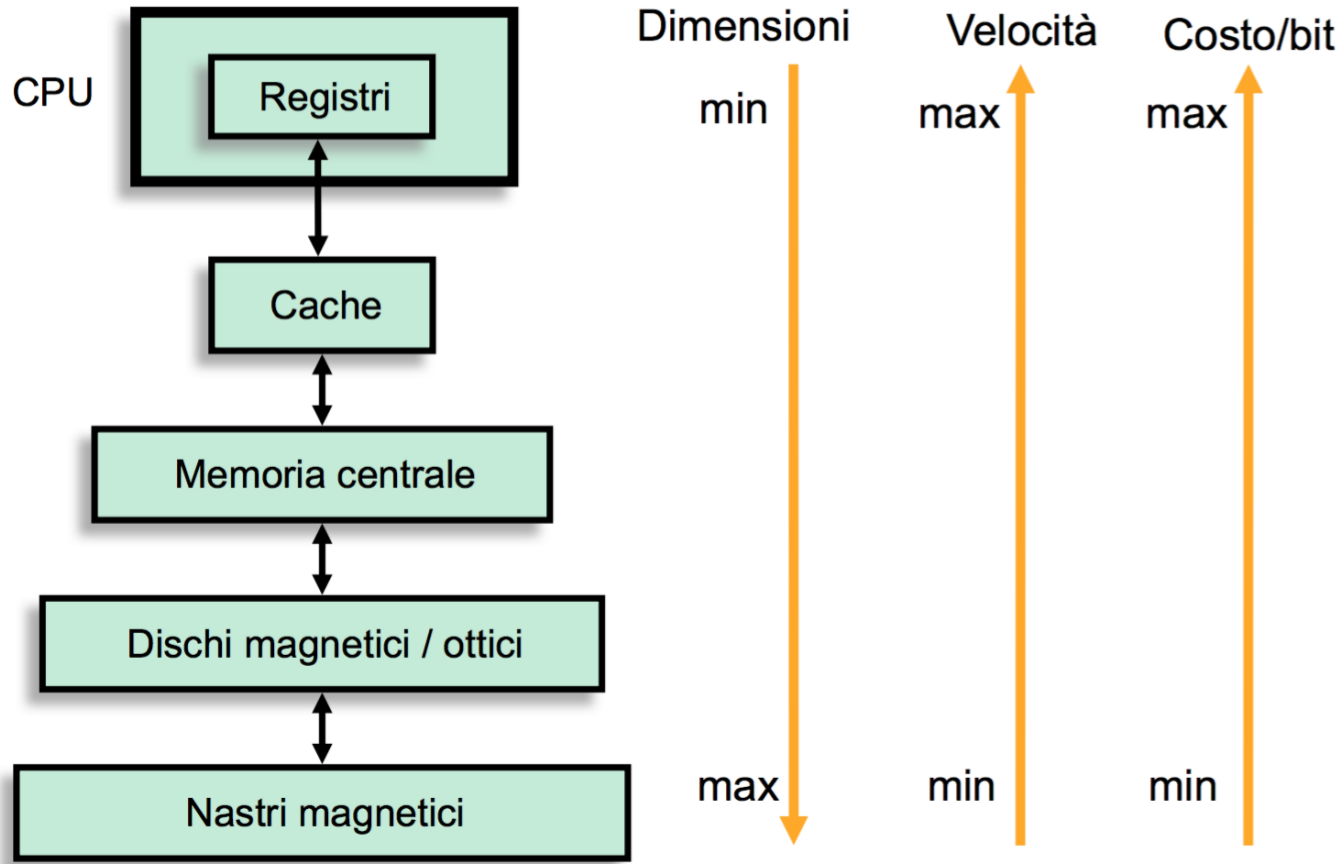 Dimensioni
Velocità
Costo/bit
CPU
Registri
min
max
max
Cache
Memoria centrale
Dischi magnetici / ottici
Nastri magnetici
max
min
min